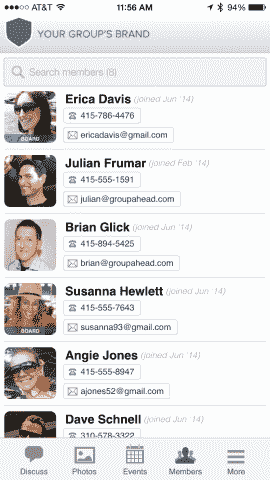 AT&T 11:56 AM 94%
YOUR GROUP'S BRAND
Search members (8)
Erica Davis (joined Jun '14)
415-786-4476
ericadavis@gmail.com
BOARD
Julian Frumar (joined Feb '14)
415-555-1591
julian@groupahead.com
Brian Glick (joined Jun '14)
415-894-5425
brian@groupahead.com
Susanna Hewlett (joined Jun '14)
415-555-7643
susanna93@gmail.com
BOARD
Angie Jones (joined Jun '14)
415-555-8947
ajones52@gmail.com
Dave Schnell (joined Jun '14)
310-578-3322
Discuss Photos Events Members More